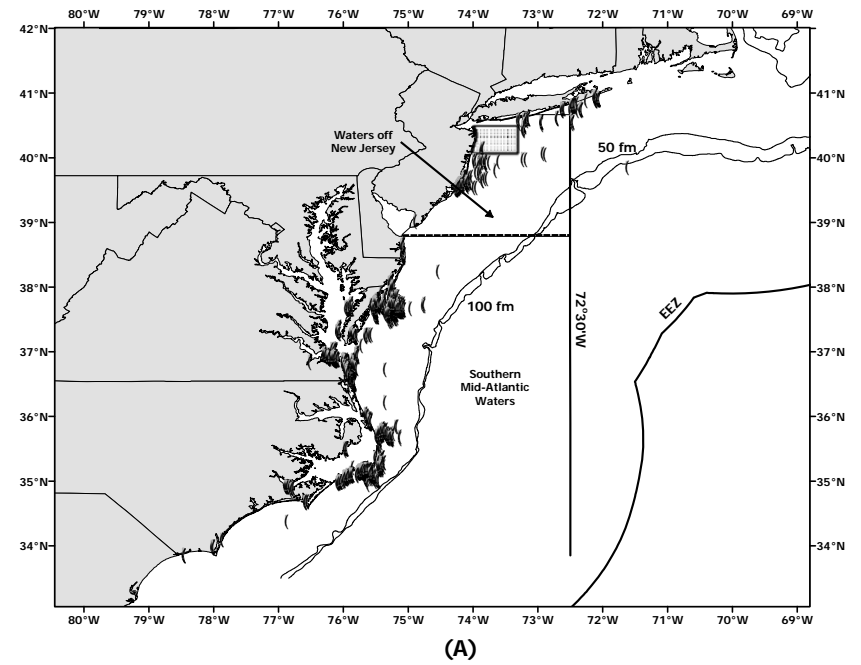 80°W 79°W 78°W 77°W 76°W 75°W 74°W 73°W 72°W 71°W 70°W 69°W
42°N 42°N
41°N 41°N
Waters off
New Jersey
50 fm
40°N 40°N
39°N 39°N
38°N 38°N
100 fm
72°30'W
EEZ
37°N 37°N
Southern
Mid-Atlantic
Waters
36°N 36°N
35°N 35°N
34°N 34°N
80°W 79°W 78°W 77°W 76°W 75°W 74°W 73°W 72°W 71°W 70°W 69°W
(A)